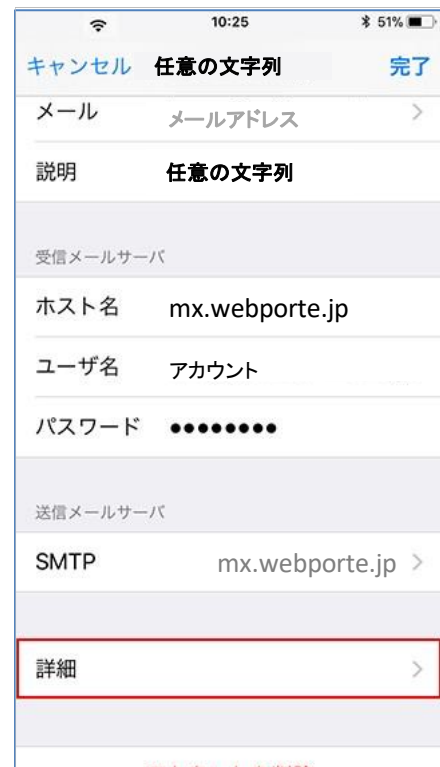 10:25 51%
キャンセル 任意の文字列 完了
メール メールアドレス
説明 任意の文字列
受信メールサーバ
ホスト名 mx.webporte.jp
ユーザ名 アカウント
パスワード ●●●●●●●●
送信メールサーバ
SMTP mx.webporte.jp
詳細